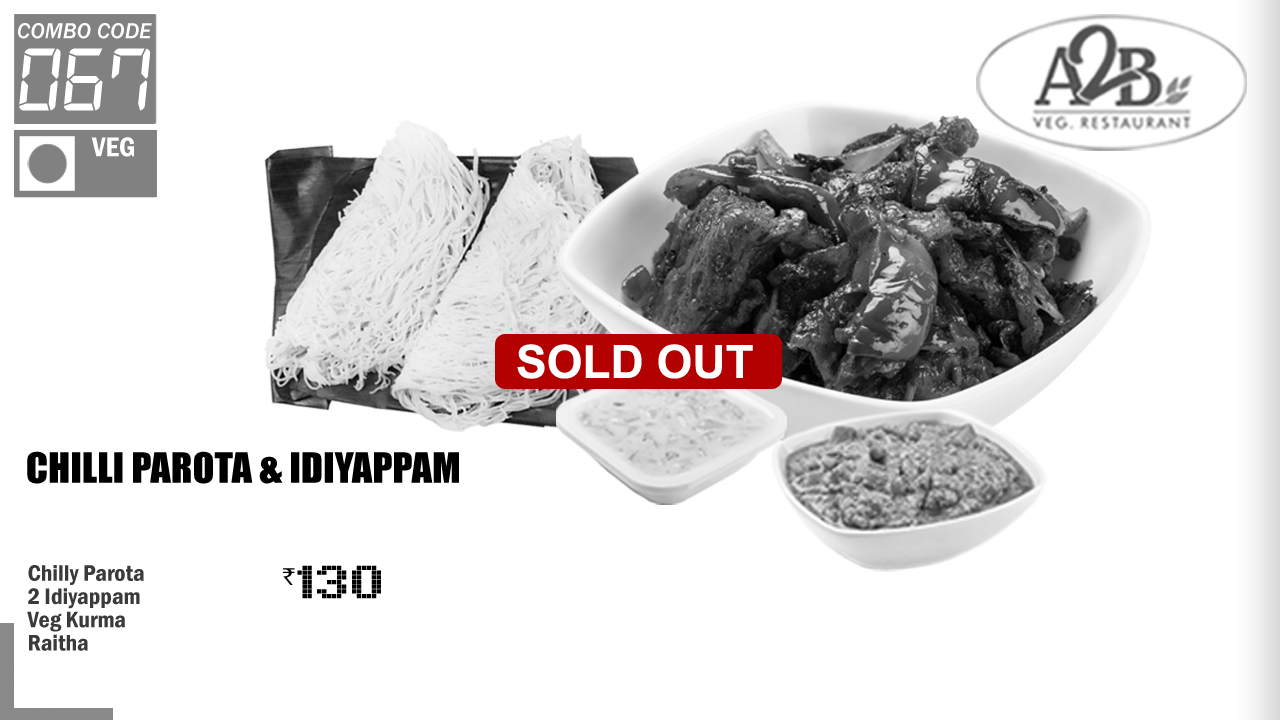 COMBO CODE
067
VEG
A2B
VEG. RESTAURANT
SOLD OUT
CHILLI PAROTA & IDIYAPPAM
Chilly Parota
2 Idiyappam
Veg Kurma
Raitha
₹130